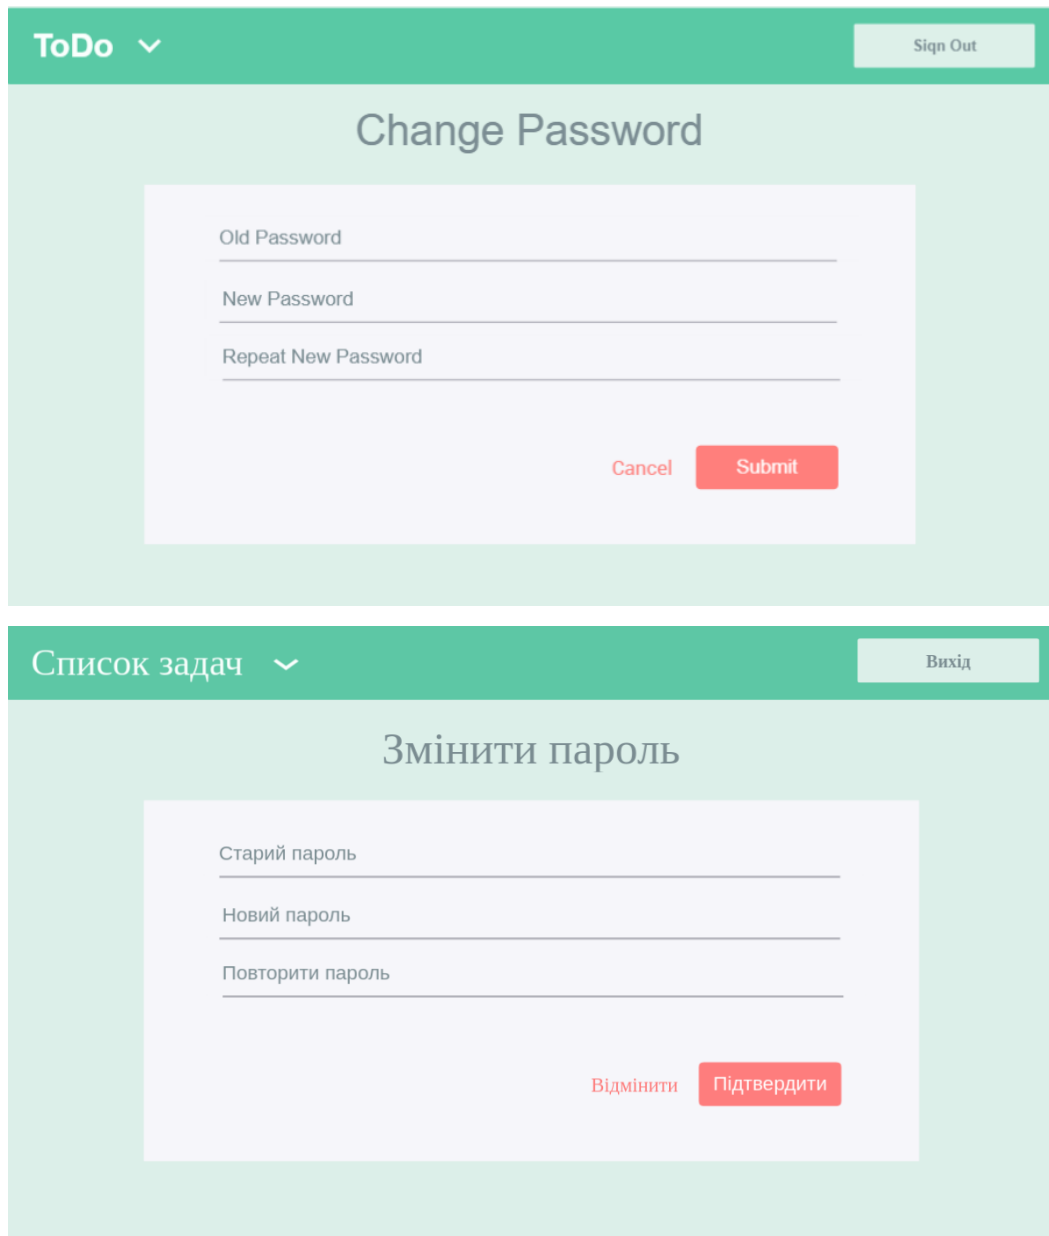 ToDo
Siqn Out
Change Password
Old Password
New Password
Repeat New Password
Cancel
Submit
Список задач
Вихід
Змінити пароль
Старий пароль
Новий пароль
Повторити пароль
Відмінити
Підтвердити